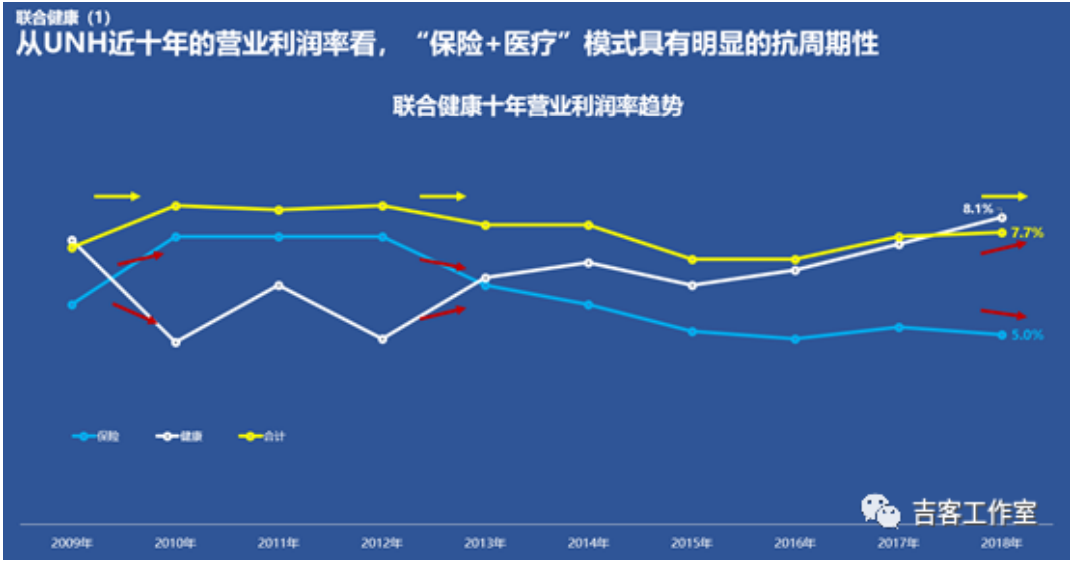 联合健康（1）
从UNH近十年的营业利润率看，“保险+医疗”模式具有明显的抗周期性
联合健康十年营业利润率趋势
8.1%
7.7%
5.0%
保险 健康 合计
吉客工作室
2009年 2010年 2011年 2012年 2013年 2014年 2015年 2016年 2017年 2018年